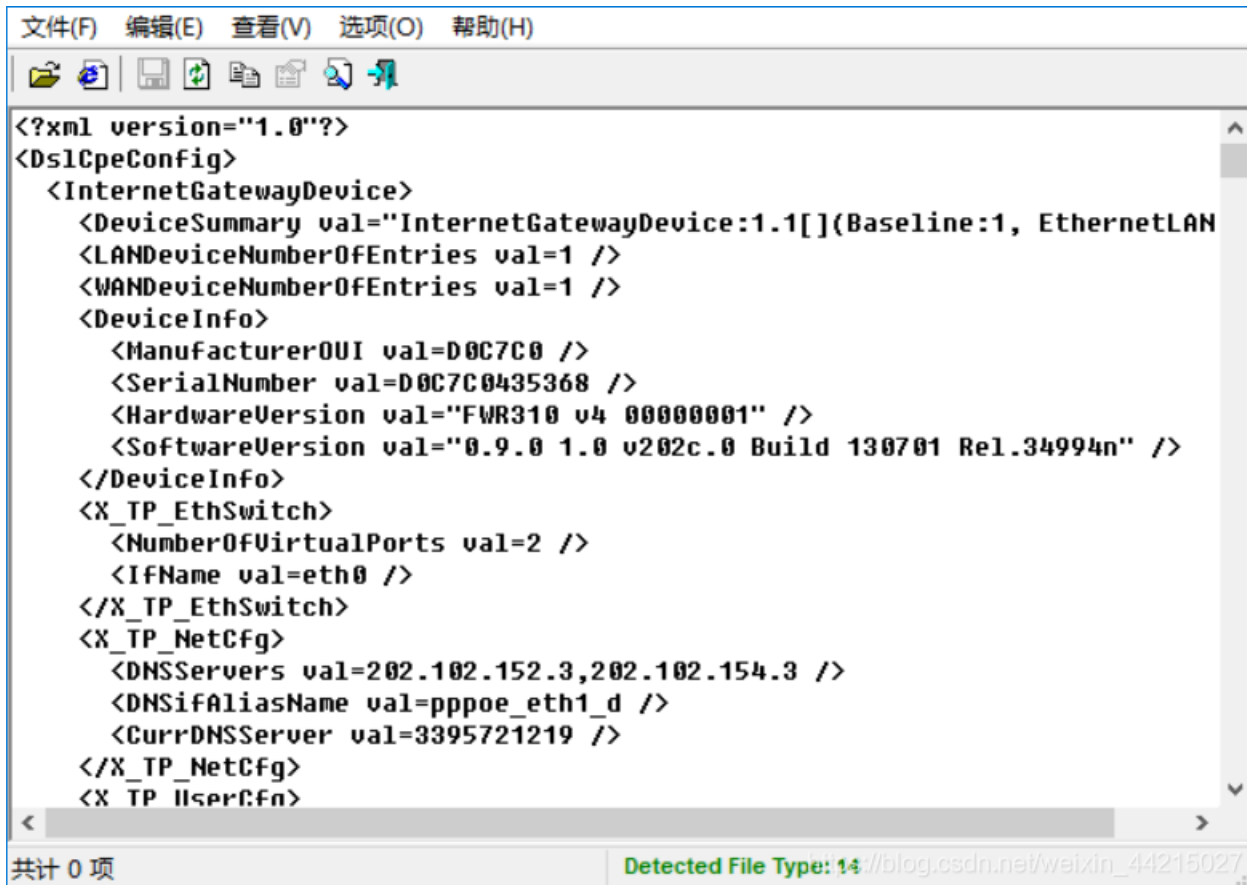 文件(F) 编辑(E) 查看(V) 选项(O) 帮助(H)
<?xml version="1.0"?>
<DslCpeConfig>
<InternetGatewayDevice>
<DeviceSummary val="InternetGatewayDevice:1.1[](Baseline:1, EthernetLAN
<LANDeviceNumberOfEntries val=1 />
<WANDeviceNumberOfEntries val=1 />
<DeviceInfo>
<ManufacturerOUI val=D0C7C0 />
<SerialNumber val=D0C7C0435368 />
<HardwareVersion val="FWR310 v4 00000001" />
<SoftwareVersion val="0.9.0 1.0 v202c.0 Build 130701 Rel.34994n" />
</DeviceInfo>
<X_TP_EthSwitch>
<NumberOfVirtualPorts val=2 />
<IfName val=eth0 />
</X_TP_EthSwitch>
<X_TP_NetCfg>
<DNSServers val=202.102.152.3,202.102.154.3 />
<DNSifAliasName val=pppoe_eth1_d />
<CurrDNSServer val=3395721219 />
</X_TP_NetCfg>
<X_TP_UserCfg>
共计 0 项 Detected File Type: 14
//blog.csdn.net/weixin_44215027